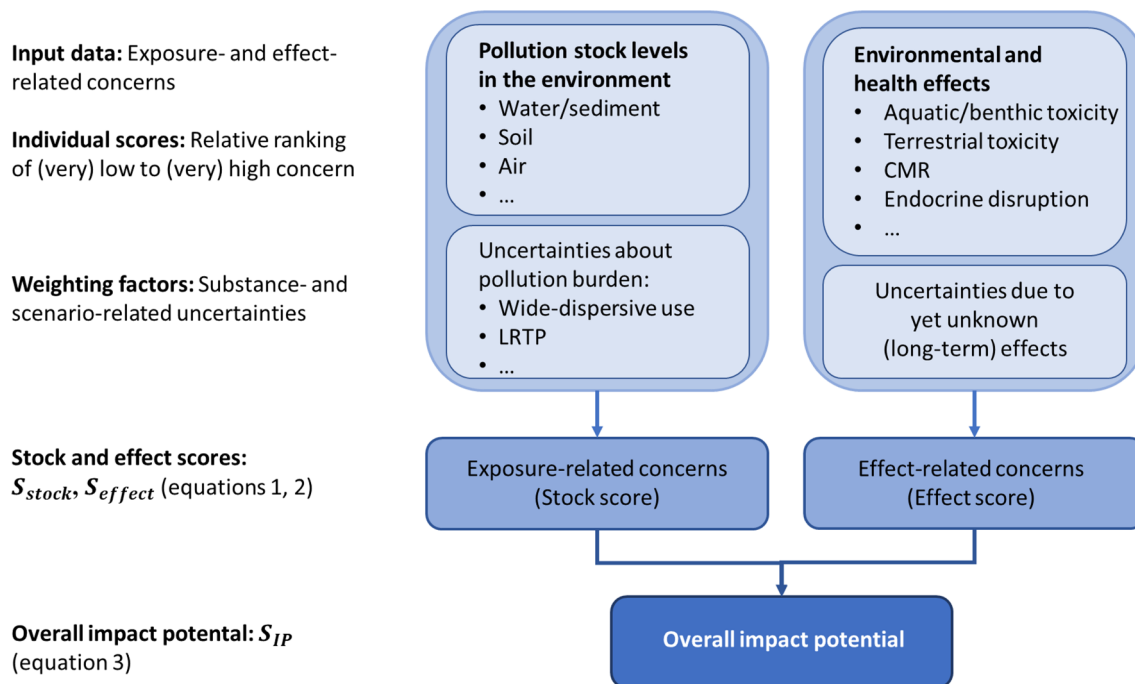 Input data: Exposure- and effect-
related concerns
Individual scores: Relative ranking
of (very) low to (very) high concern
Weighting factors: Substance- and
scenario-related uncertainties
Stock and effect scores:
S_stock, S_effect (equations 1, 2)
Overall impact potential: S_IP
(equation 3)
Pollution stock levels
in the environment
• Water/sediment
• Soil
• Air
• ...
Uncertainties about
pollution burden:
• Wide-dispersive use
• LRTP
• ...
Environmental and
health effects
• Aquatic/benthic toxicity
• Terrestrial toxicity
• CMR
• Endocrine disruption
• ...
Uncertainties due to
yet unknown
(long-term) effects
Exposure-related concerns
(Stock score)
Effect-related concerns
(Effect score)
Overall impact potential